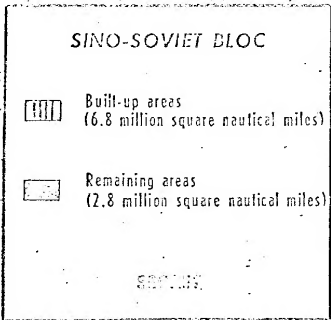 SINO-SOVIET BLOC
Built-up areas
(6.8 million square nautical miles)
Remaining areas
(2.8 million square nautical miles)